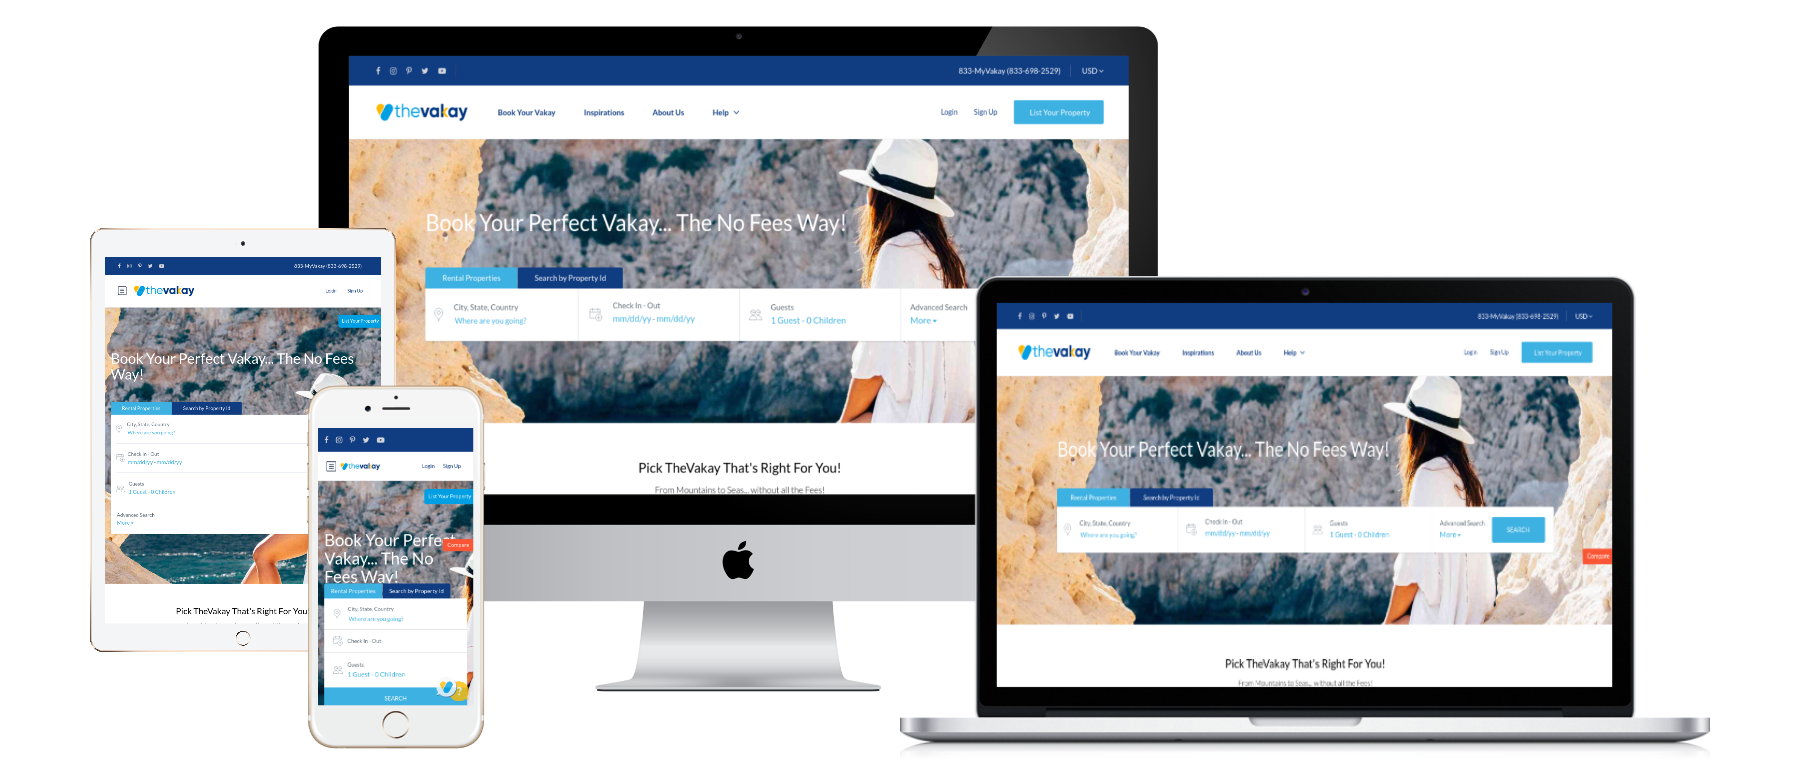 833-MyVakay (833-698-2529)
USD
thevakay
Book Your Vakay
Inspirations
About Us
Help
Login
Sign Up
List Your Property
Book Your Perfect Vakay... The No Fees Way!
Rental Properties
Search by Property Id
City, State, Country
Where are you going?
Check In - Out
mm/dd/yy - mm/dd/yy
Guests
1 Guest - 0 Children
Advanced Search
More
Pick TheVakay That's Right For You!
From Mountains to Seas... without all the Fees!
833-MyVakay (833-698-2529)
thevakay
Login
Sign Up
List Your Property
Book Your Perfect Vakay... The No Fees
Way!
Rental Properties
Search by Property Id
City, State, Country
Where are you going?
Check In - Out
mm/dd/yy - mm/dd/yy
Guests
1 Guest - 0 Children
Advanced Search
More
Pick TheVakay That's Right For You
thevakay
Login
Sign Up
List Your Property
Book Your Perfect
Compare
Vakay... The No
Fees Way!
Rental Properties
Search by Property Id
City, State, Country
Where are you going?
Check In - Out
Guests
1 Guest - 0 Children
SEARCH
?
833-MyVakay (833-698-2529)
USD
thevakay
Book Your Vakay
Inspirations
About Us
Help
Login
Sign Up
List Your Property
Book Your Perfect Vakay... The No Fees Way!
Rental Properties
Search by Property Id
City, State, Country
Where are you going?
Check In - Out
mm/dd/yy - mm/dd/yy
Guests
1 Guest - 0 Children
Advanced Search
More
SEARCH
Compare
Pick TheVakay That's Right For You!
From Mountains to Seas... without all the Fees!